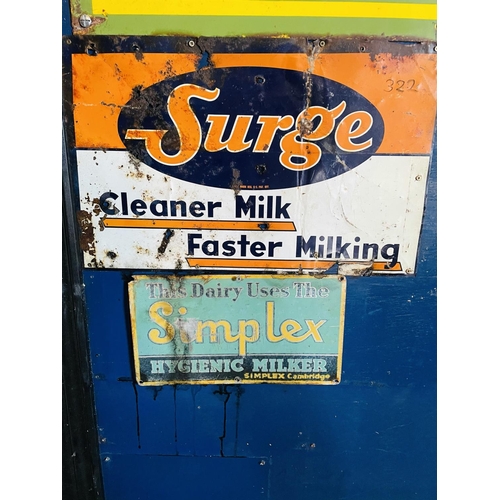 322
Surge
Cleaner Milk
Faster Milking
This Dairy Uses The
Simplex
HYGIENIC MILKER
SIMPLEX Cambridge